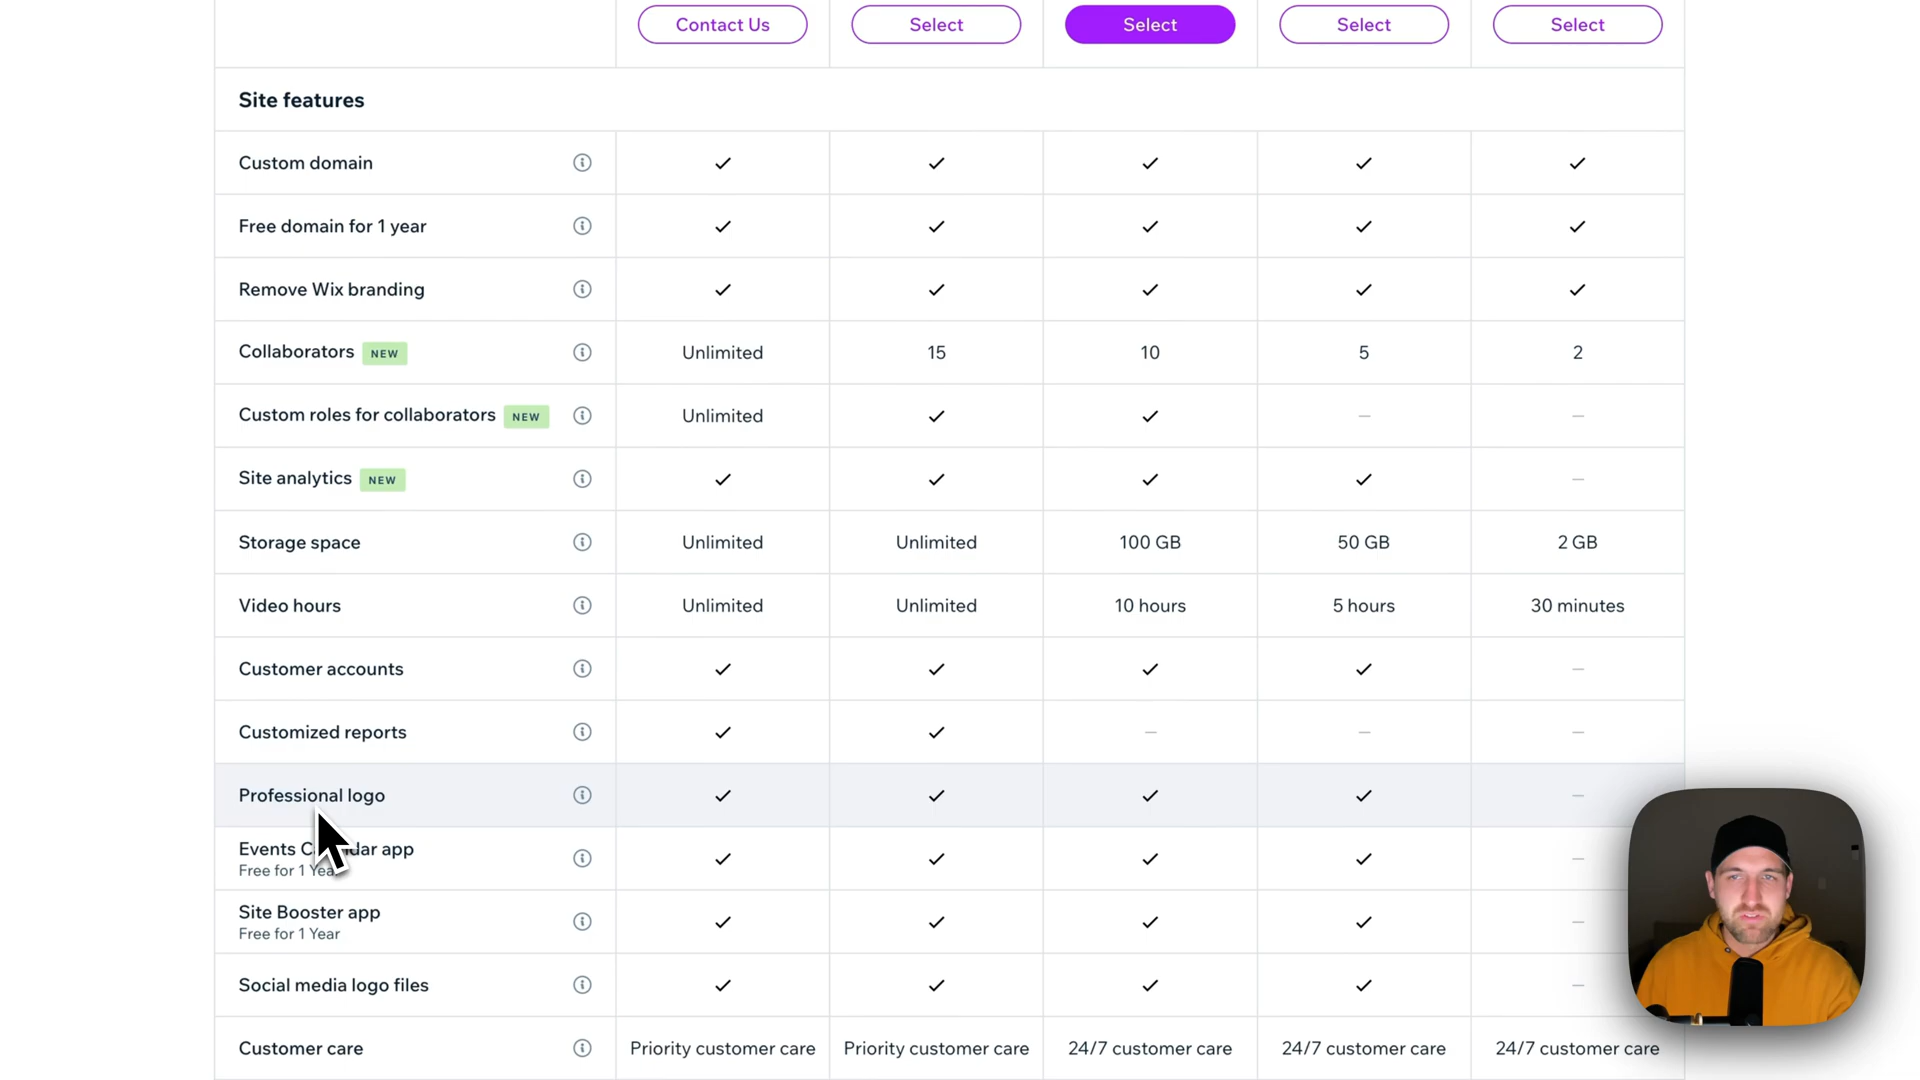 Contact Us Select Select Select Select
Site features
Custom domain
Free domain for 1 year
Remove Wix branding
Collaborators NEW Unlimited 15 10 5 2
Custom roles for collaborators NEW Unlimited
Site analytics NEW
Storage space Unlimited Unlimited 100 GB 50 GB 2 GB
Video hours Unlimited Unlimited 10 hours 5 hours 30 minutes
Customer accounts
Customized reports
Professional logo
Events app
Free for 1
Site Booster app
Free for 1 Year
Social media logo files
Customer care Priority customer care Priority customer care 24/7 customer care 24/7 customer care 24/7 customer care